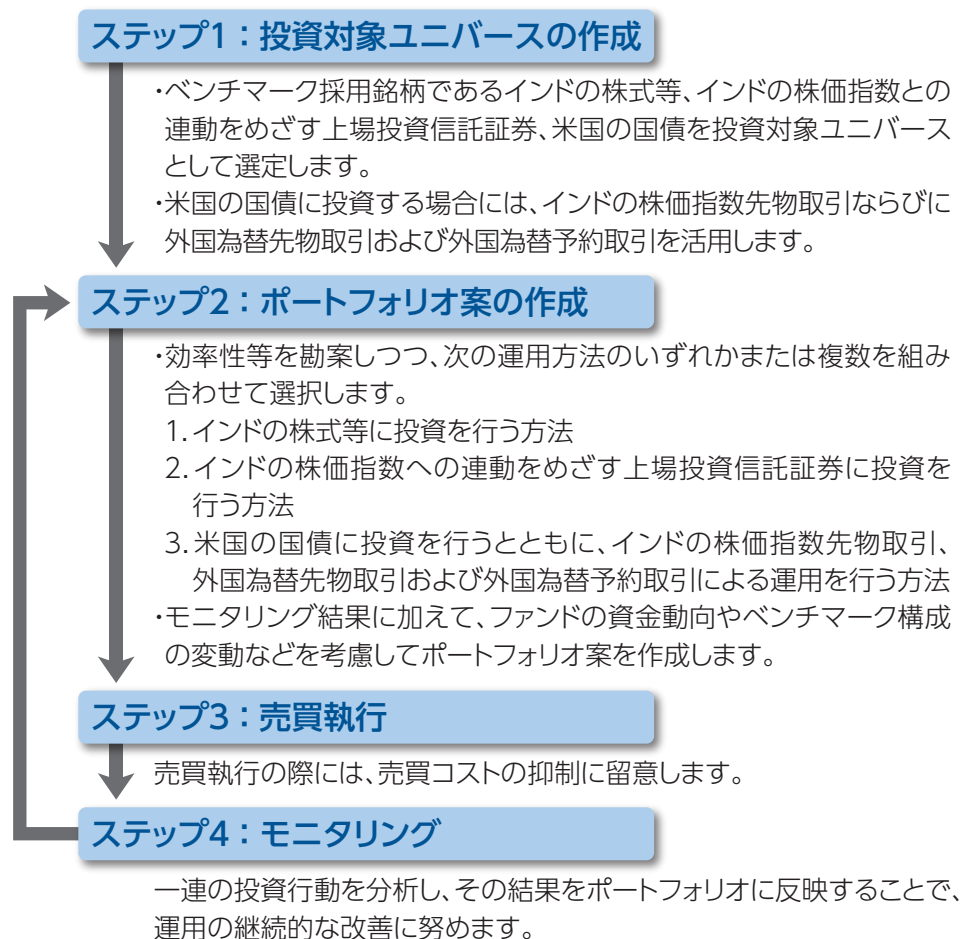 ステップ1：投資対象ユニバースの作成
・ベンチマーク採用銘柄であるインドの株式等、インドの株価指数との
連動をめざす上場投資信託証券、米国の国債を投資対象ユニバース
として選定します。
・米国の国債に投資する場合には、インドの株価指数先物取引ならびに
外国為替先物取引および外国為替予約取引を活用します。
ステップ2：ポートフォリオ案の作成
・効率性等を勘案しつつ、次の運用方法のいずれかまたは複数を組み
合わせて選択します。
1.インドの株式等に投資を行う方法
2.インドの株価指数への連動をめざす上場投資信託証券に投資を
行う方法
3.米国の国債に投資を行うとともに、インドの株価指数先物取引、
外国為替先物取引および外国為替予約取引による運用を行う方法
・モニタリング結果に加えて、ファンドの資金動向やベンチマーク構成
の変動などを考慮してポートフォリオ案を作成します。
ステップ3：売買執行
売買執行の際には、売買コストの抑制に留意します。
ステップ4：モニタリング
一連の投資行動を分析し、その結果をポートフォリオに反映することで、
運用の継続的な改善に努めます。